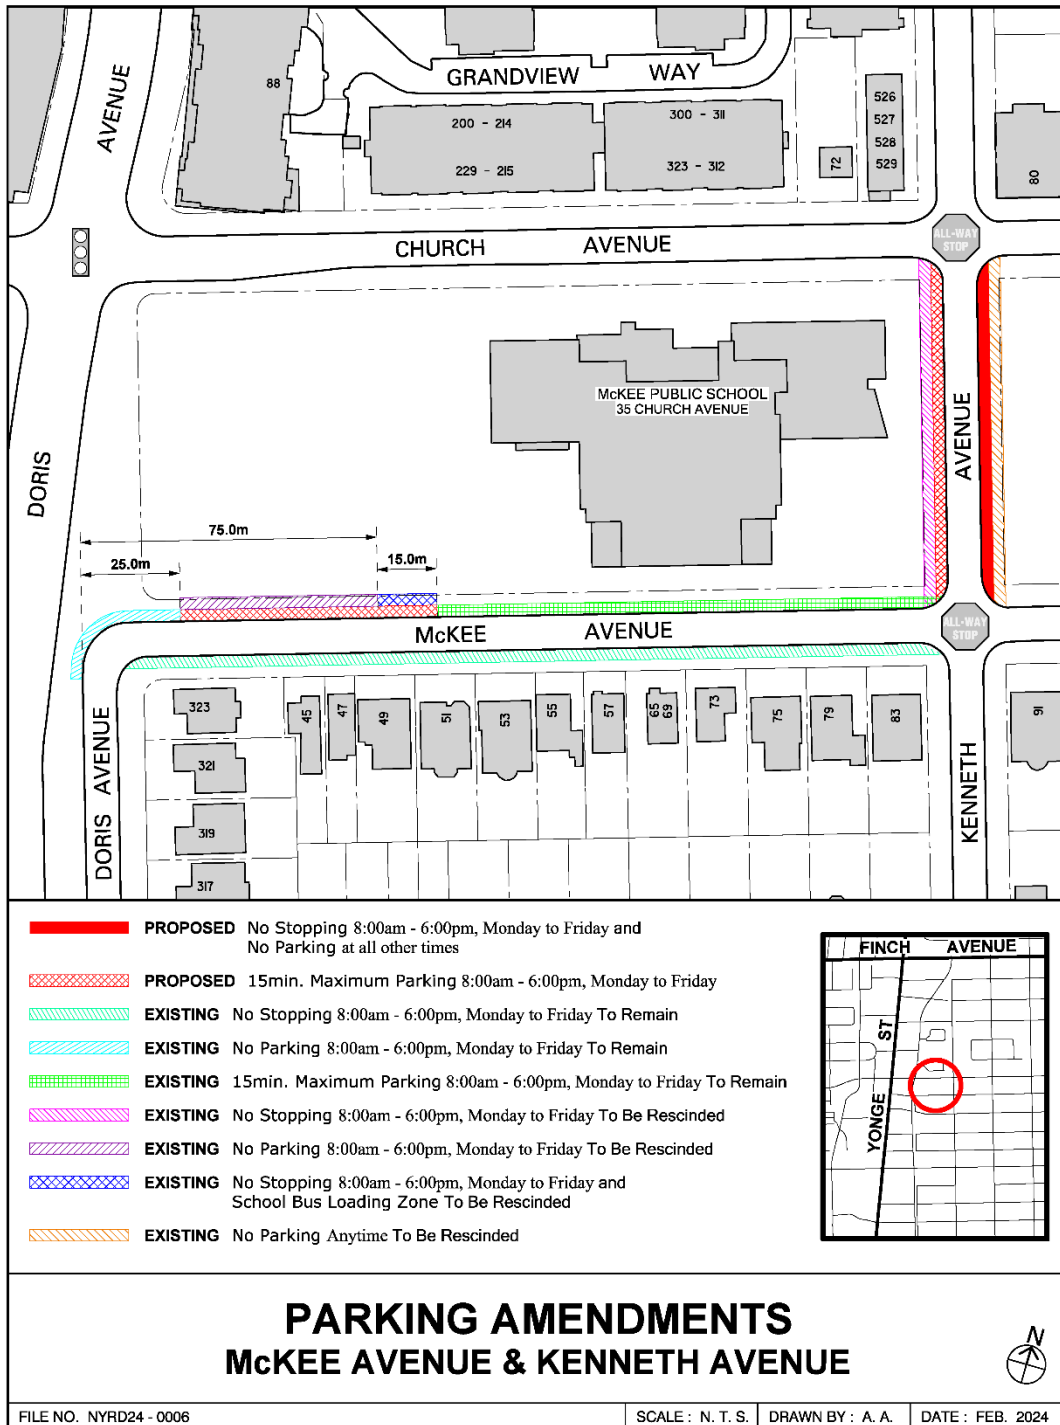 GRANDVIEW WAY
88
200 - 214
300 - 311
229 - 215
323 - 312
72
526
527
528
529
80
AVENUE
CHURCH AVENUE
ALL-WAY
STOP
McKEE PUBLIC SCHOOL
35 CHURCH AVENUE
AVENUE
DORIS
75.0m
25.0m
15.0m
McKEE AVENUE
ALL-WAY
STOP
323
45
47
49
51
53
55
57
65
69
73
75
79
83
91
321
319
317
DORIS AVENUE
KENNETH
PROPOSED No Stopping 8:00am - 6:00pm, Monday to Friday and
No Parking at all other times
PROPOSED 15min. Maximum Parking 8:00am - 6:00pm, Monday to Friday
EXISTING No Stopping 8:00am - 6:00pm, Monday to Friday To Remain
EXISTING No Parking 8:00am - 6:00pm, Monday to Friday To Remain
EXISTING 15min. Maximum Parking 8:00am - 6:00pm, Monday to Friday To Remain
EXISTING No Stopping 8:00am - 6:00pm, Monday to Friday To Be Rescinded
EXISTING No Parking 8:00am - 6:00pm, Monday to Friday To Be Rescinded
EXISTING No Stopping 8:00am - 6:00pm, Monday to Friday and
School Bus Loading Zone To Be Rescinded
EXISTING No Parking Anytime To Be Rescinded
FINCH AVENUE
YONGE ST
PARKING AMENDMENTS
McKEE AVENUE & KENNETH AVENUE
N
FILE NO. NYRD24 - 0006
SCALE : N. T. S.
DRAWN BY : A. A.
DATE : FEB. 2024